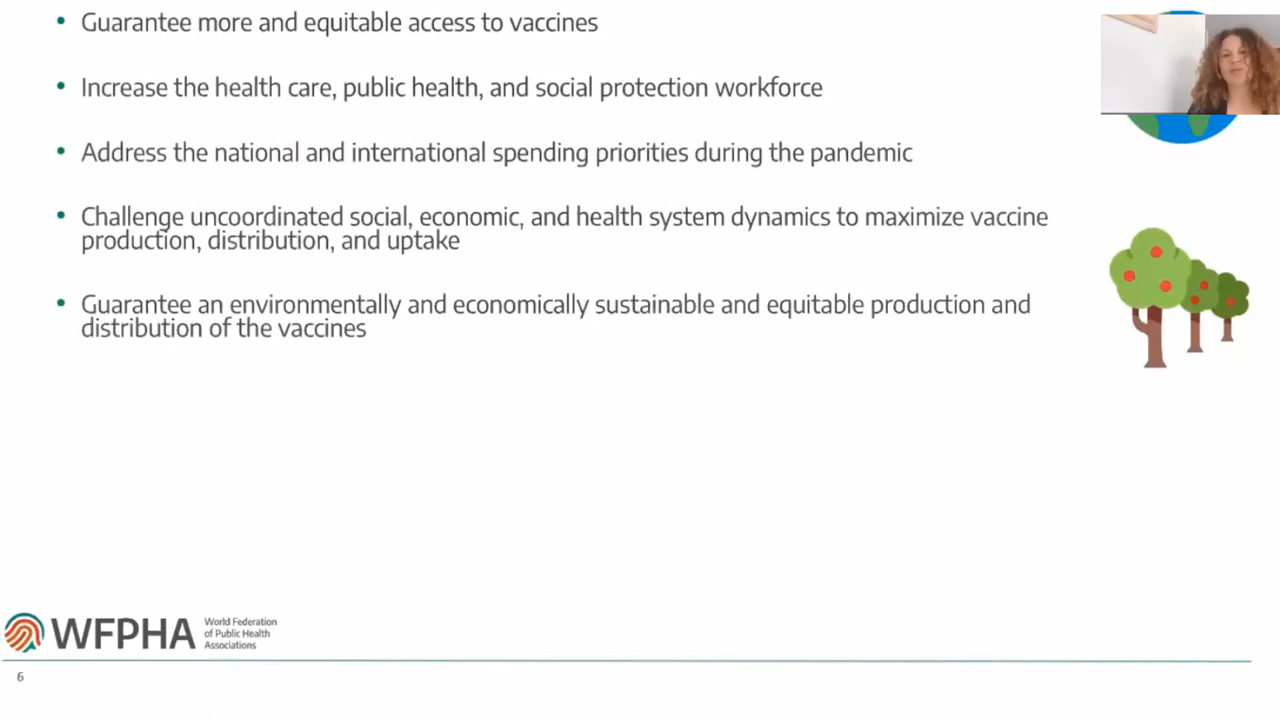 • Guarantee more and equitable access to vaccines
• Increase the health care, public health, and social protection workforce
• Address the national and international spending priorities during the pandemic
• Challenge uncoordinated social, economic, and health system dynamics to maximize vaccine
production, distribution, and uptake
• Guarantee an environmentally and economically sustainable and equitable production and
distribution of the vaccines
WFPHA
World Federation
of Public Health
Associations
6